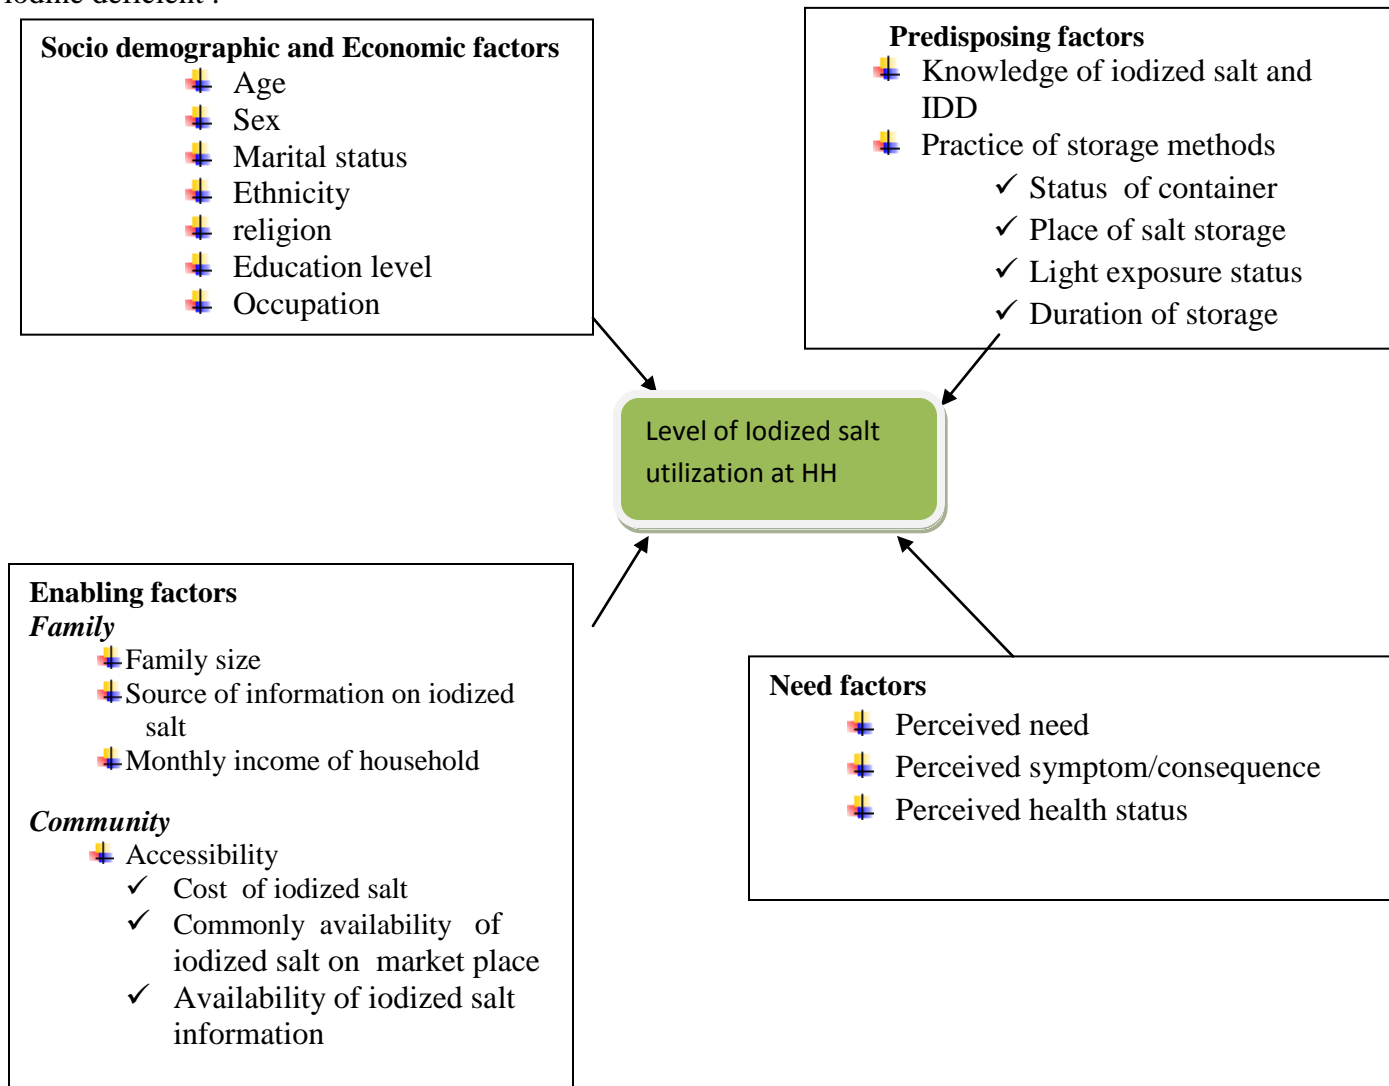 iodine deficient .
Socio demographic and Economic factors
Age
Sex
Marital status
Ethnicity
religion
Education level
Occupation
Predisposing factors
Knowledge of iodized salt and
IDD
Practice of storage methods
✓ Status of container
✓ Place of salt storage
✓ Light exposure status
✓ Duration of storage
Level of Iodized salt
utilization at HH
Enabling factors
Family
Family size
Source of information on iodized
salt
Monthly income of household
Community
Accessibility
✓ Cost of iodized salt
✓ Commonly availability of
iodized salt on market place
✓ Availability of iodized salt
information
Need factors
Perceived need
Perceived symptom/consequence
Perceived health status